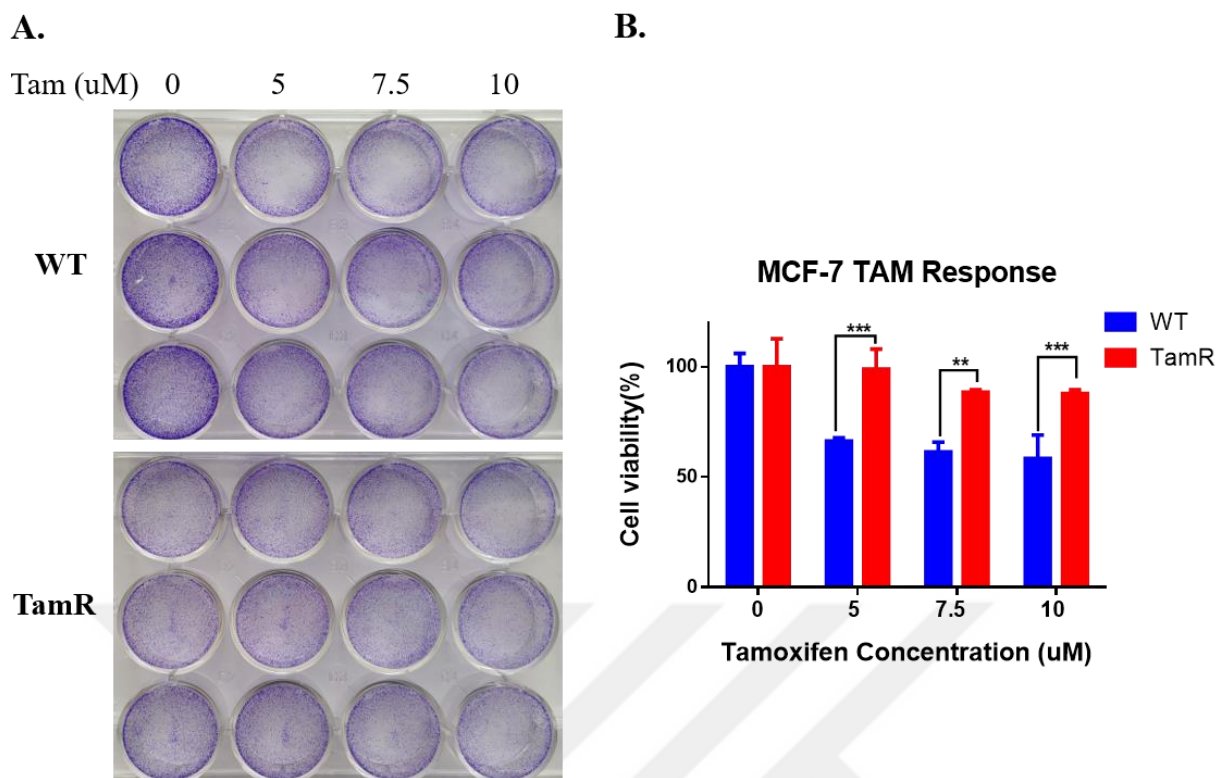 A.
Tam (uM) 0 5 7.5 10
WT
TamR
B.
MCF-7 TAM Response
WT
TamR
*** ** ***
Cell viability(%)
100
50
0
0 5 7.5 10
Tamoxifen Concentration (uM)